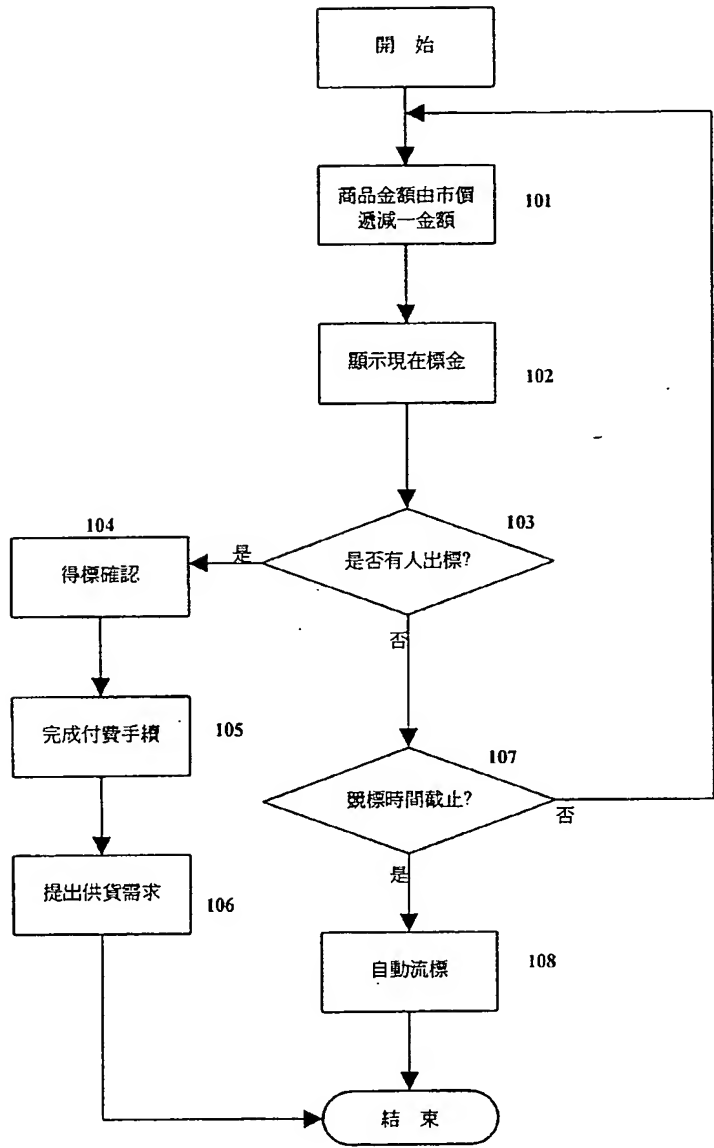 開 始
商品金額由市價
遞減一金額
101
顯示現在標金
102
103
是否有人出標?
是
104
得標確認
否
完成付費手續
105
107
競標時間截止?
否
提出供貨需求
106
是
自動流標
108
結 束